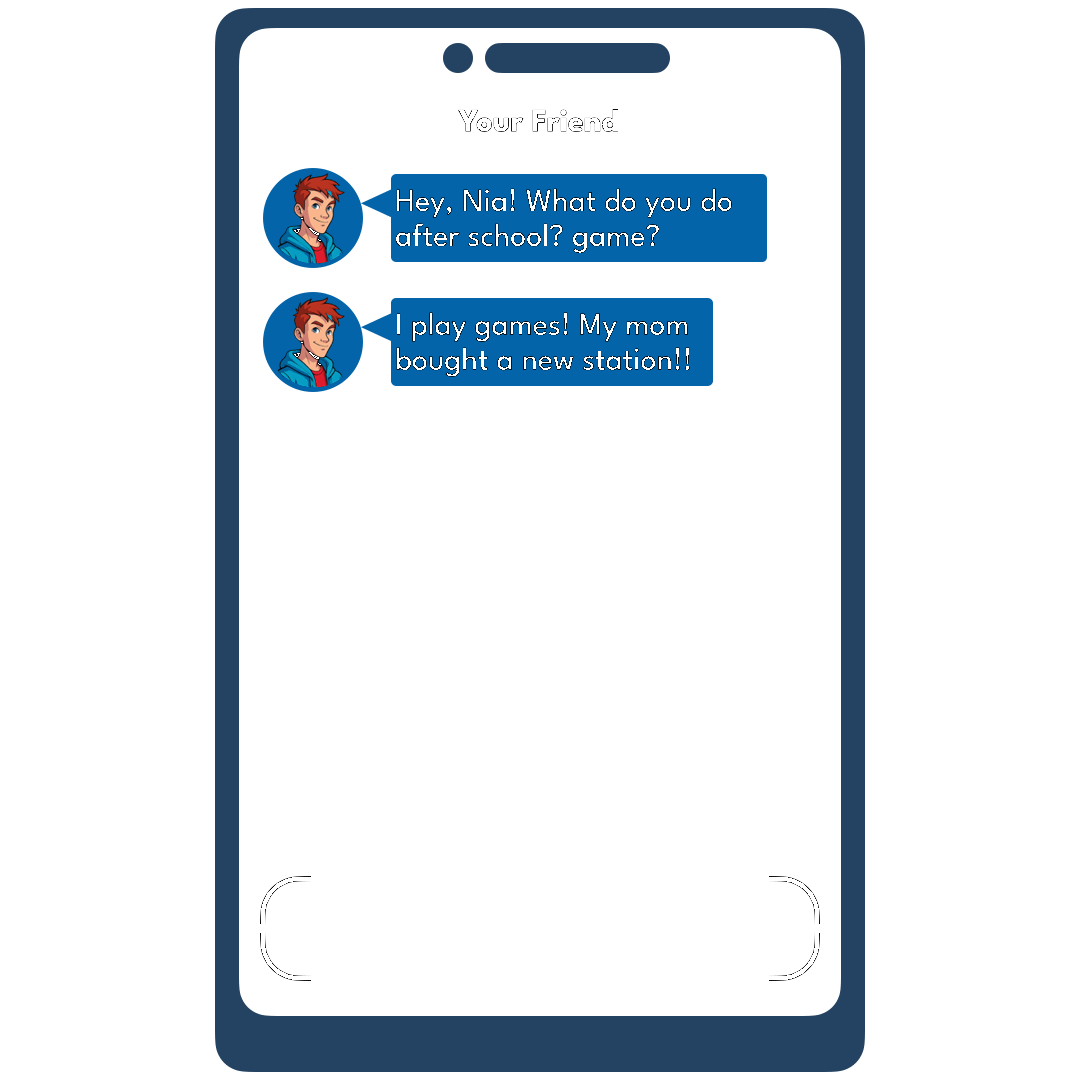 Your Friend
Hey, Nia! What do you do
after school? game?
I play games! My mom
bought a new station!!